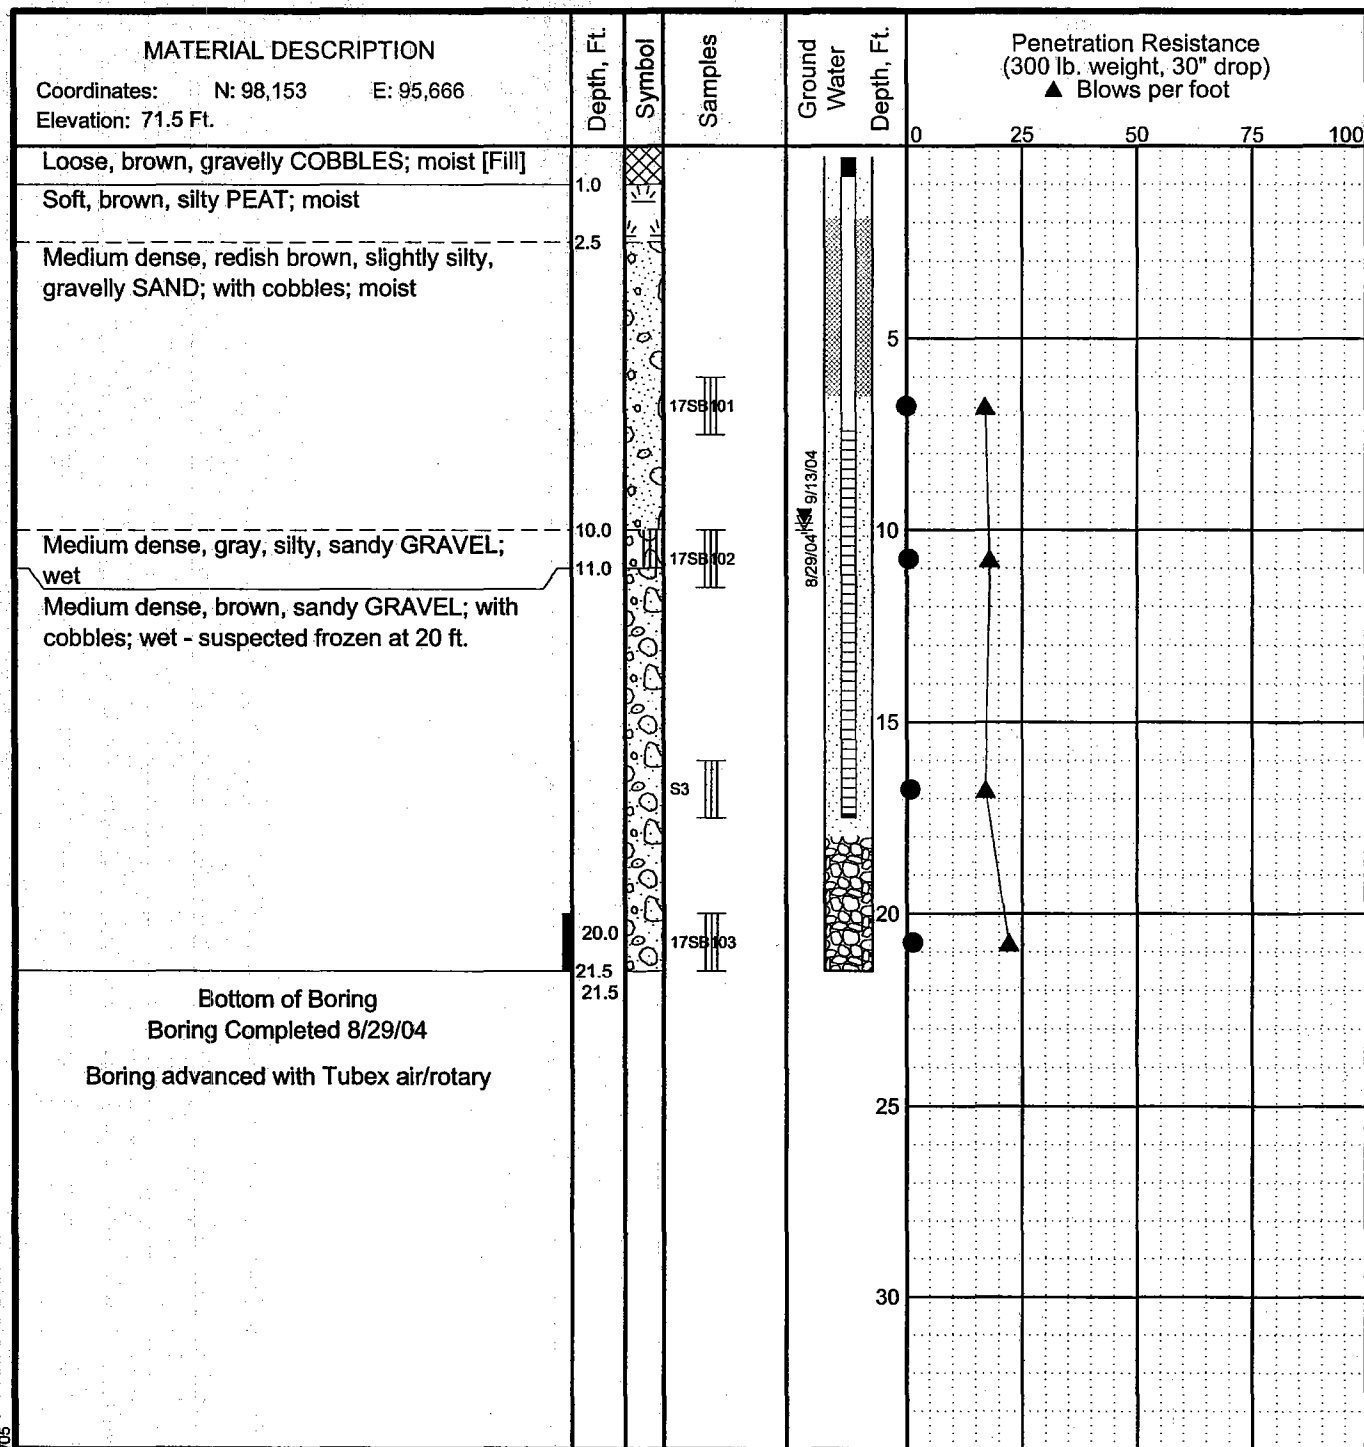 MATERIAL DESCRIPTION
Coordinates: N: 98,153 E: 95,666
Elevation: 71.5 Ft.
Depth, Ft.
Symbol
Samples
Ground
Water
Depth, Ft.
Penetration Resistance
(300 lb. weight, 30" drop)
▲ Blows per foot
0 25 50 75 100
Loose, brown, gravelly COBBLES; moist [Fill]
1.0
Soft, brown, silty PEAT; moist
2.5
Medium dense, redish brown, slightly silty,
gravelly SAND; with cobbles; moist
5
17SB101
9/13/04
8/29/04
10.0
10
Medium dense, gray, silty, sandy GRAVEL;
wet
17SB102
11.0
Medium dense, brown, sandy GRAVEL; with
cobbles; wet - suspected frozen at 20 ft.
15
S3
20
20.0
17SB103
21.5
21.5
Bottom of Boring
Boring Completed 8/29/04
Boring advanced with Tubex air/rotary
25
30